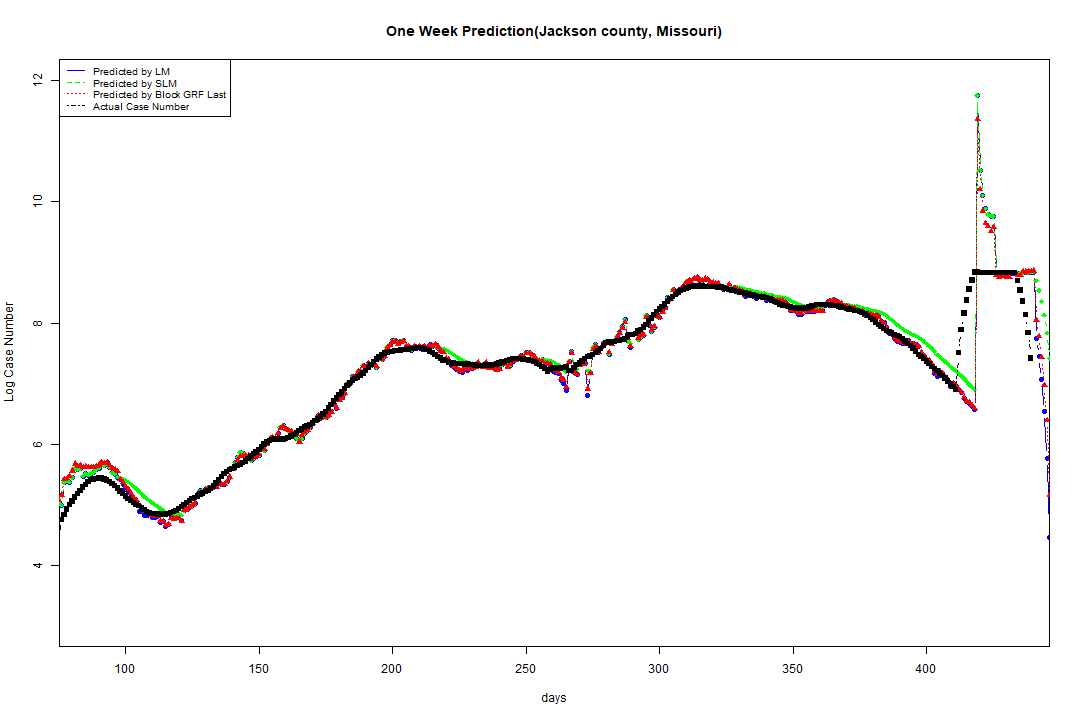 One Week Prediction(Jackson county, Missouri)
Predicted by LM
Predicted by SLM
Predicted by Block GRF Last
Actual Case Number
12
10
8
6
4
Log Case Number
100 150 200 250 300 350 400
days